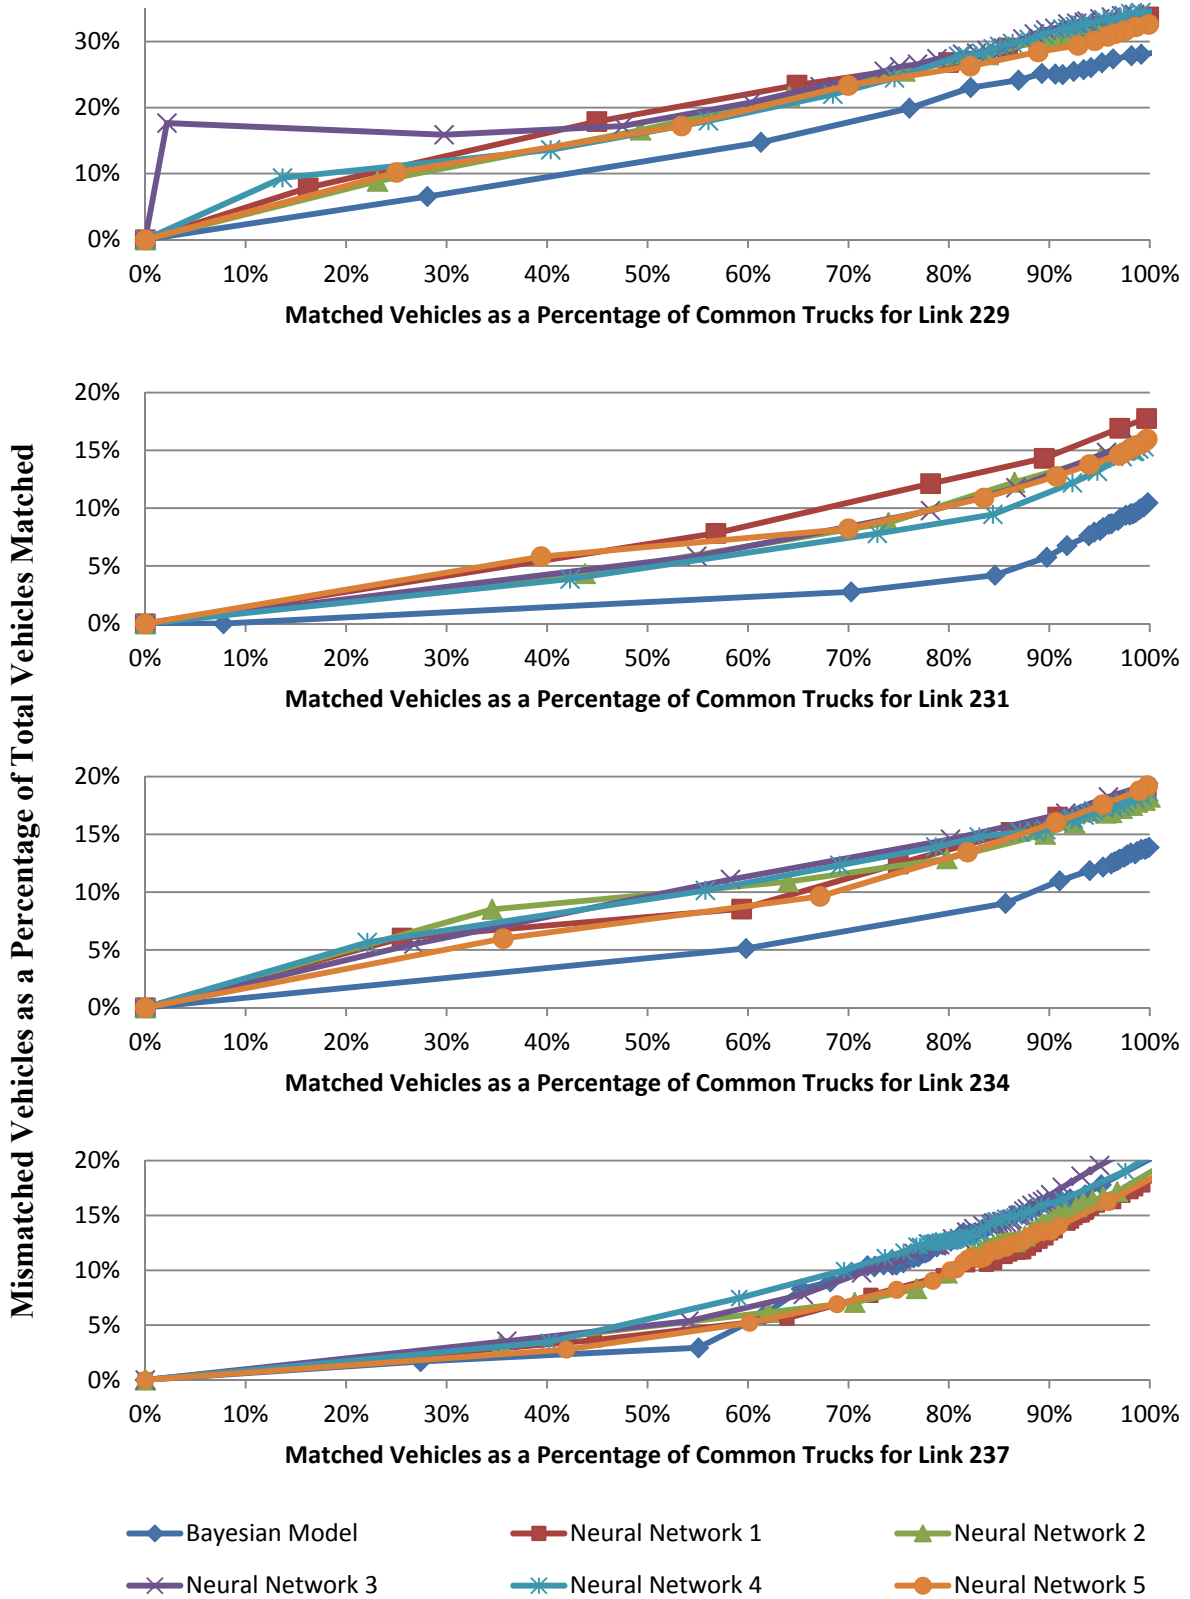 Mismatched Vehicles as a Percentage of Total Vehicles Matched
30%
20%
10%
0%
0% 10% 20% 30% 40% 50% 60% 70% 80% 90% 100%
Matched Vehicles as a Percentage of Common Trucks for Link 229
20%
15%
10%
5%
0%
0% 10% 20% 30% 40% 50% 60% 70% 80% 90% 100%
Matched Vehicles as a Percentage of Common Trucks for Link 231
20%
15%
10%
5%
0%
0% 10% 20% 30% 40% 50% 60% 70% 80% 90% 100%
Matched Vehicles as a Percentage of Common Trucks for Link 234
20%
15%
10%
5%
0%
0% 10% 20% 30% 40% 50% 60% 70% 80% 90% 100%
Matched Vehicles as a Percentage of Common Trucks for Link 237
Bayesian Model Neural Network 1 Neural Network 2
Neural Network 3 Neural Network 4 Neural Network 5